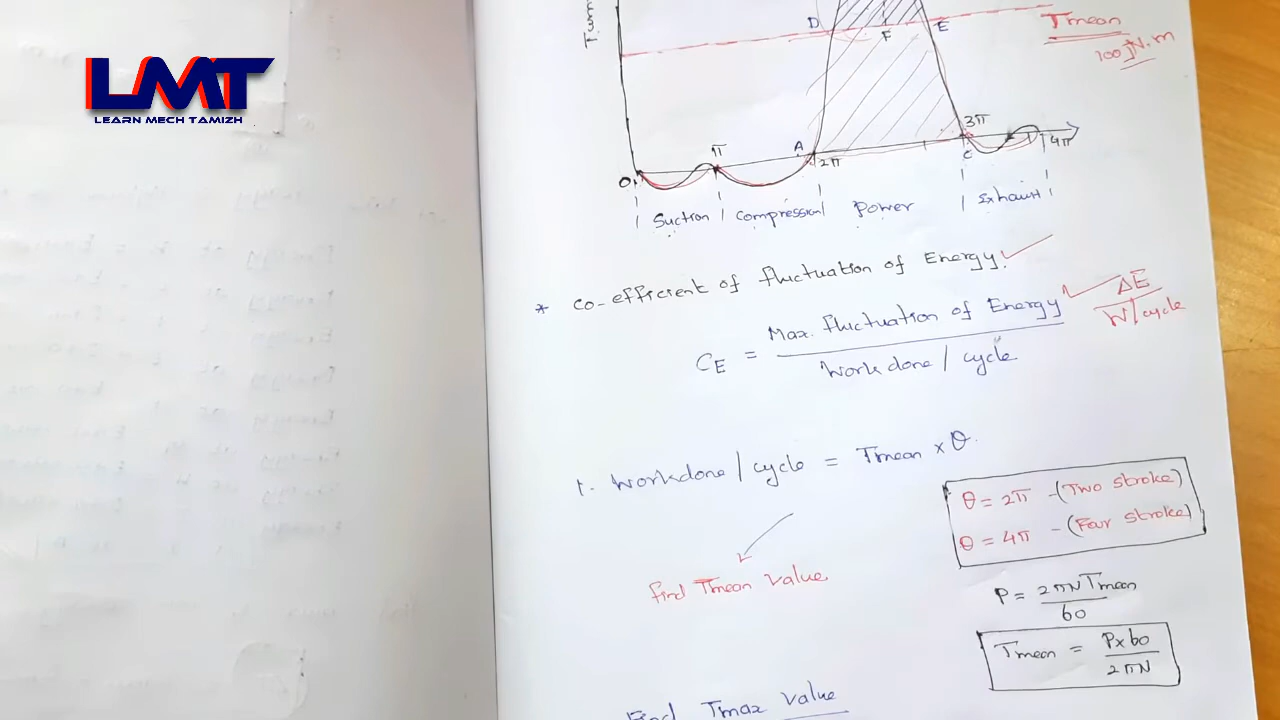 LMT
LEARN MECH TAMIZH
D
F
E
Tmean
100 N.m
3π
O
π
A
2π
C
4π
Suction
Compression
Power
Exhaust
* Co-efficient of fluctuation of Energy.
CE = Max. fluctuation of Energy / Workdone / cycle
ΔE
W/cycle
1. Workdone / cycle = Tmean × θ.
θ = 2π - (Two stroke)
θ = 4π - (Four stroke)
find Tmean value
P = 2πNTmean / 60
Tmean = P×60 / 2πN
Find Tmax value